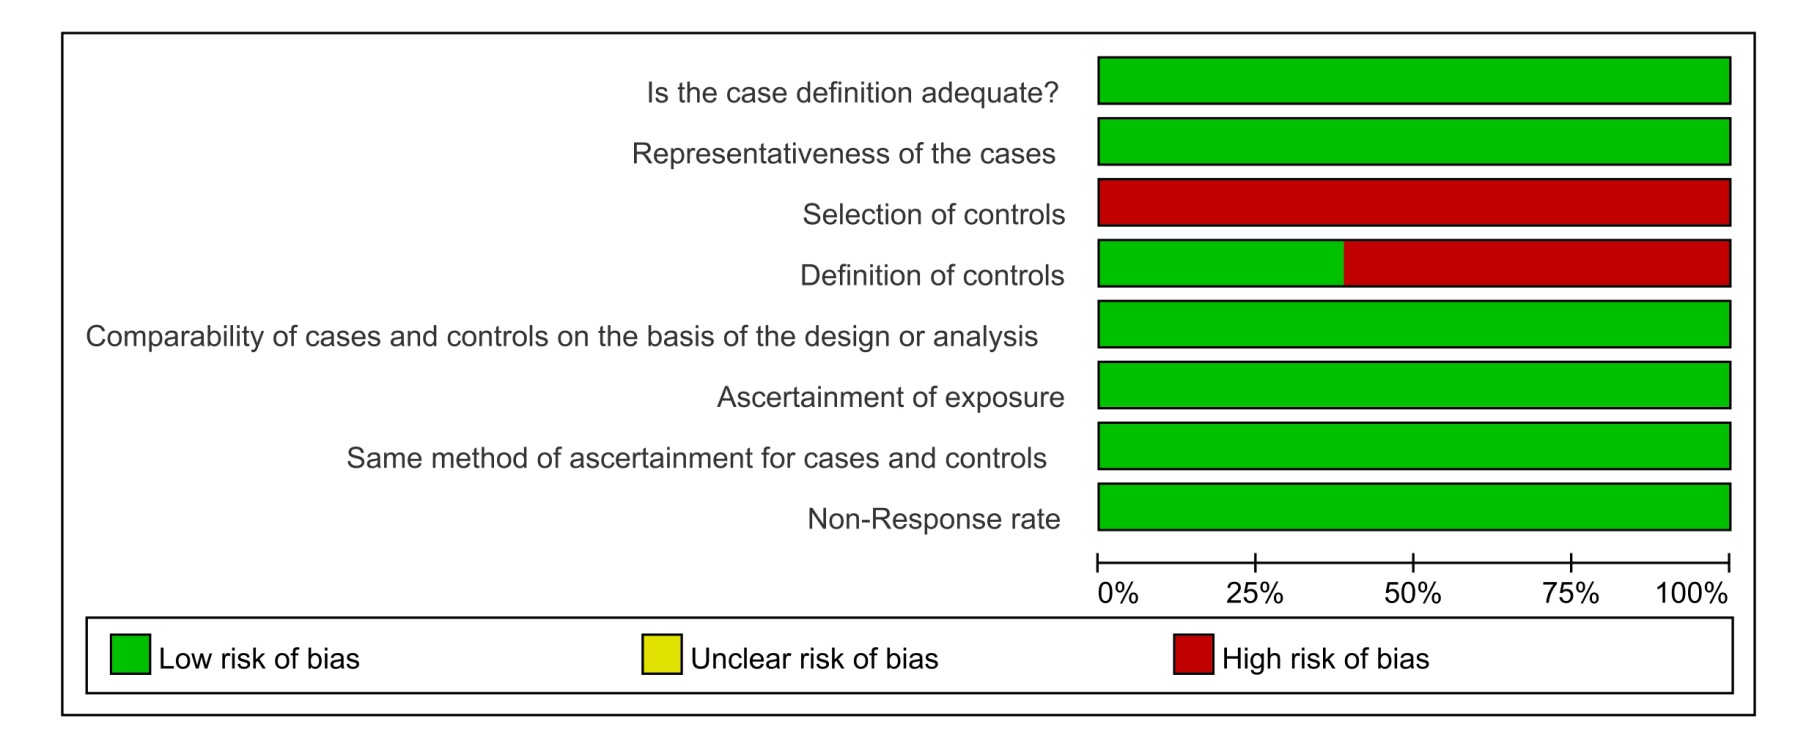 Is the case definition adequate?
Representativeness of the cases
Selection of controls
Definition of controls
Comparability of cases and controls on the basis of the design or analysis
Ascertainment of exposure
Same method of ascertainment for cases and controls
Non-Response rate
0% 25% 50% 75% 100%
Low risk of bias Unclear risk of bias High risk of bias